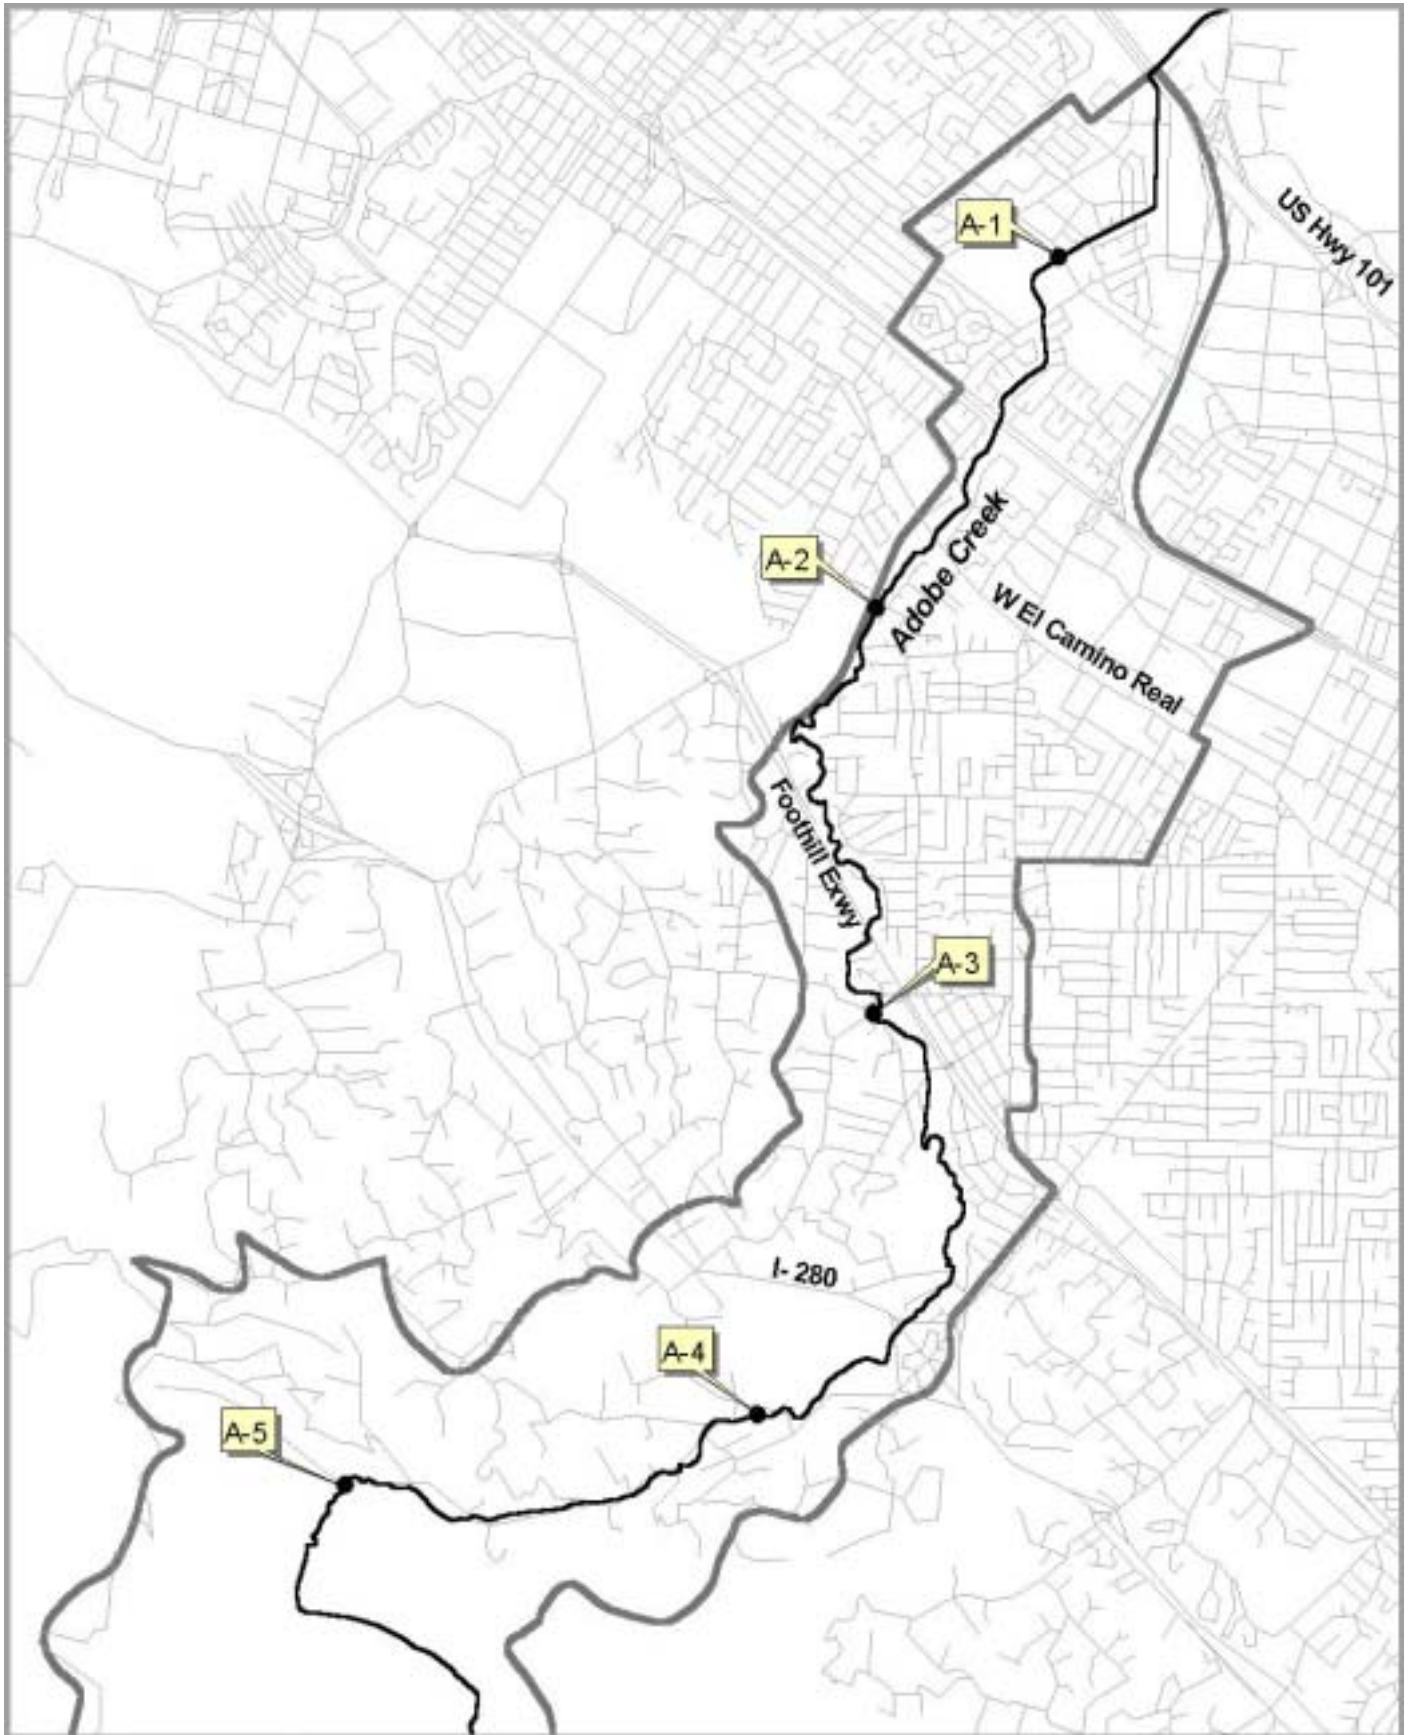 US Hwy 101
A-1
A-2
Adobe Creek
W El Camino Real
Foothill Exwy
A-3
I- 280
A-4
A-5